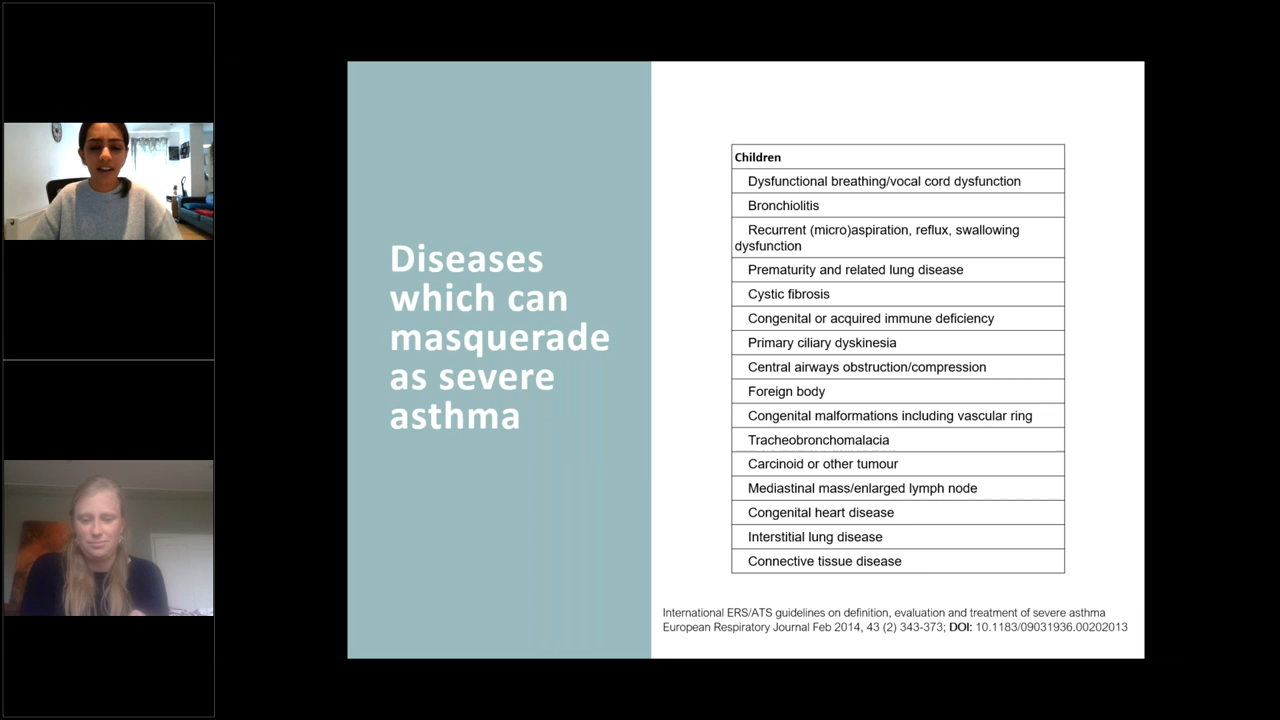 Diseases
which can
masquerade
as severe
asthma
Children
Dysfunctional breathing/vocal cord dysfunction
Bronchiolitis
Recurrent (micro)aspiration, reflux, swallowing
dysfunction
Prematurity and related lung disease
Cystic fibrosis
Congenital or acquired immune deficiency
Primary ciliary dyskinesia
Central airways obstruction/compression
Foreign body
Congenital malformations including vascular ring
Tracheobronchomalacia
Carcinoid or other tumour
Mediastinal mass/enlarged lymph node
Congenital heart disease
Interstitial lung disease
Connective tissue disease
International ERS/ATS guidelines on definition, evaluation and treatment of severe asthma
European Respiratory Journal Feb 2014, 43 (2) 343-373; DOI: 10.1183/09031936.00202013